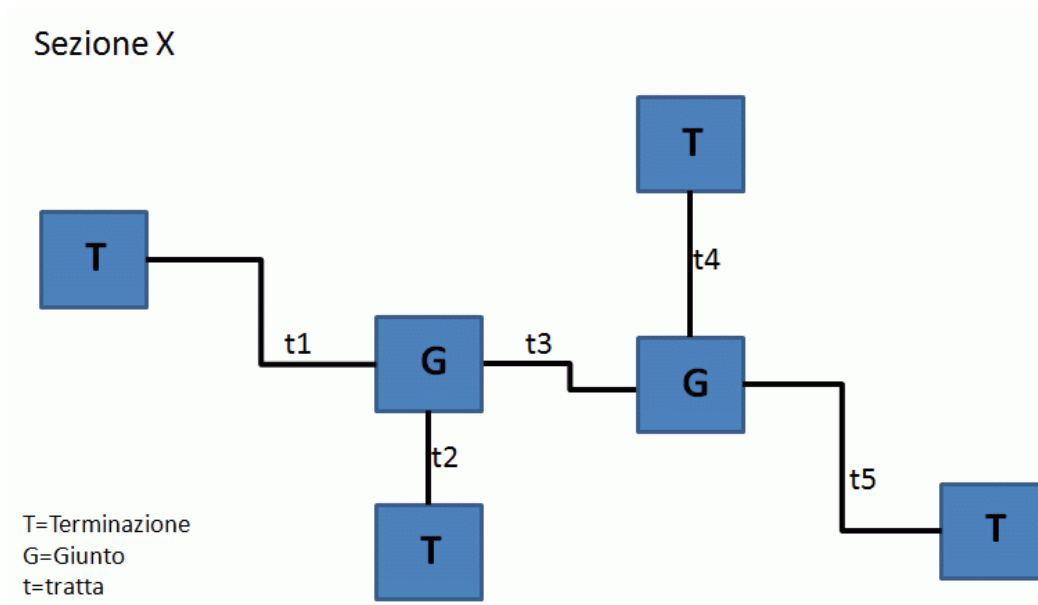 Sezione X
T
T
t4
t1
G
t3
G
t2
t5
T
T
T=Terminazione
G=Giunto
t=tratta